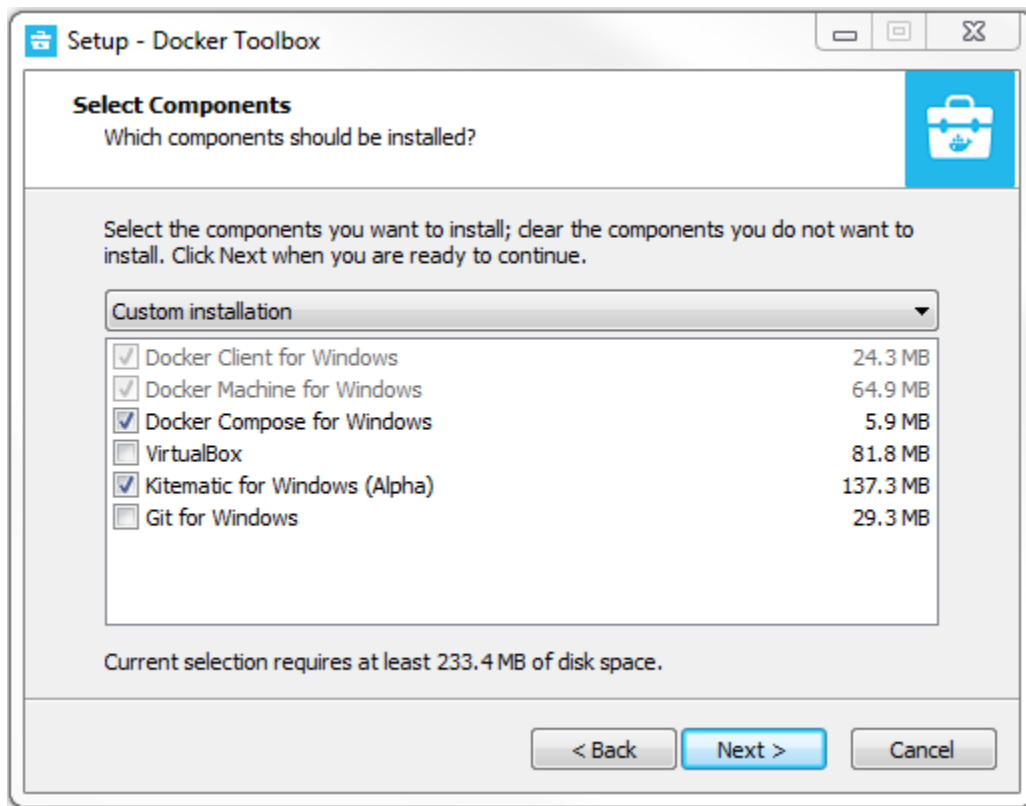 Setup - Docker Toolbox
Select Components
Which components should be installed?
Select the components you want to install; clear the components you do not want to
install. Click Next when you are ready to continue.
Custom installation
Docker Client for Windows 24.3 MB
Docker Machine for Windows 64.9 MB
Docker Compose for Windows 5.9 MB
VirtualBox 81.8 MB
Kitematic for Windows (Alpha) 137.3 MB
Git for Windows 29.3 MB
Current selection requires at least 233.4 MB of disk space.
< Back Next > Cancel